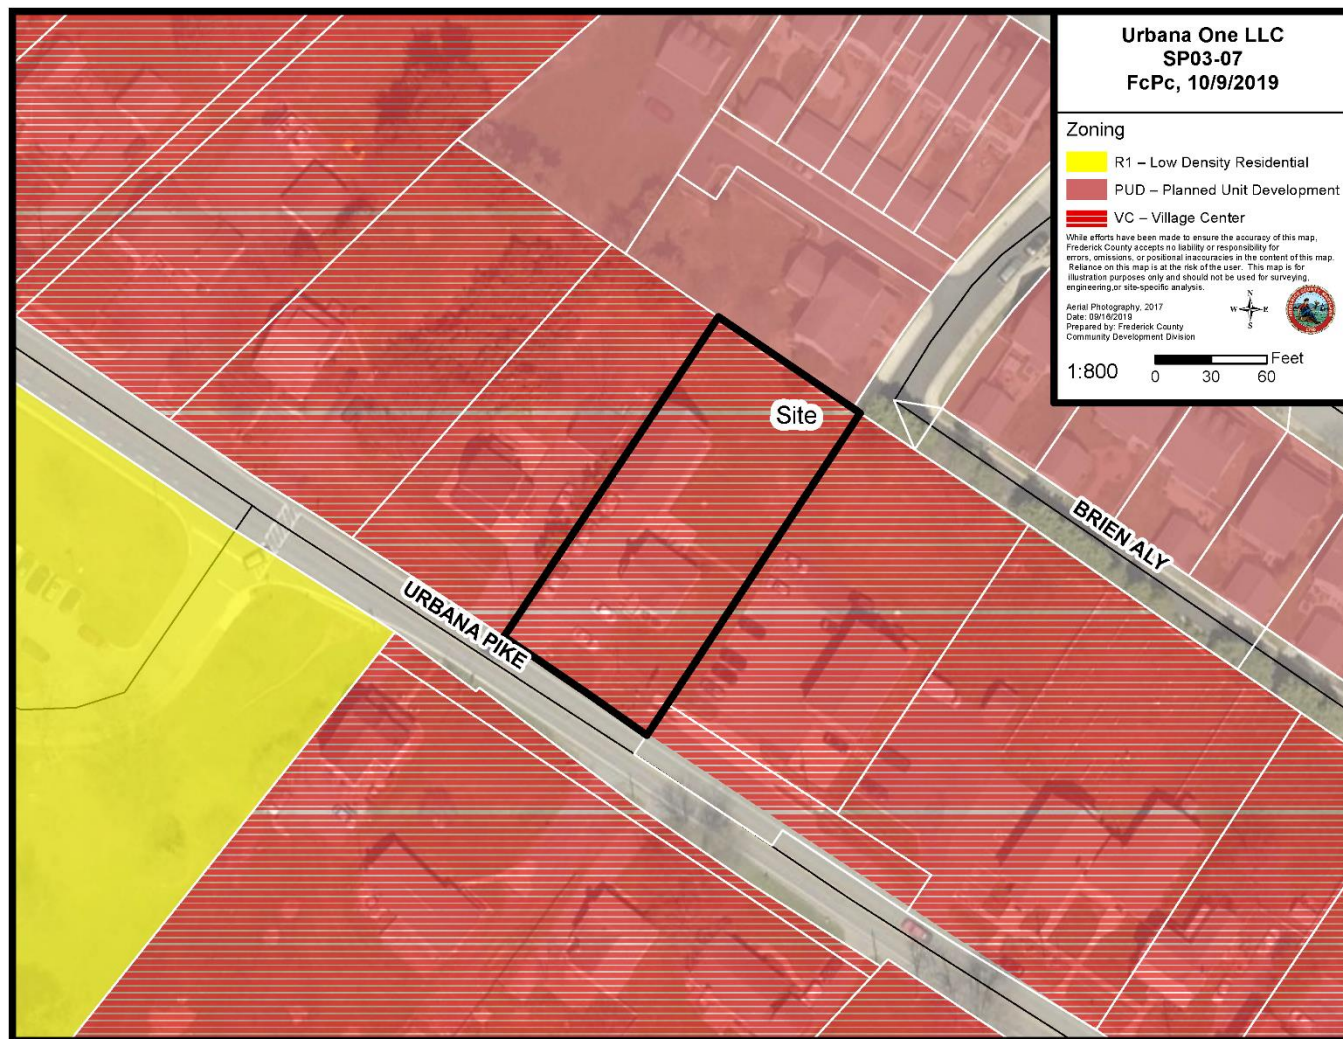 Urbana One LLC
SP03-07
FcPc, 10/9/2019
Zoning
R1 – Low Density Residential
PUD – Planned Unit Development
VC – Village Center
While efforts have been made to ensure the accuracy of this map,
Frederick County accepts no liability or responsibility for
errors, omissions, or positional inaccuracies in the content of this map.
Reliance on this map is at the risk of the user. This map is for
illustration purposes only and should not be used for surveying,
engineering,or site-specific analysis.
Aerial Photography, 2017
Date: 09/16/2019
Prepared by: Frederick County
Community Development Division
N
W E
S
1:800
Feet
0 30 60
Site
BRIEN ALY
URBANA PIKE